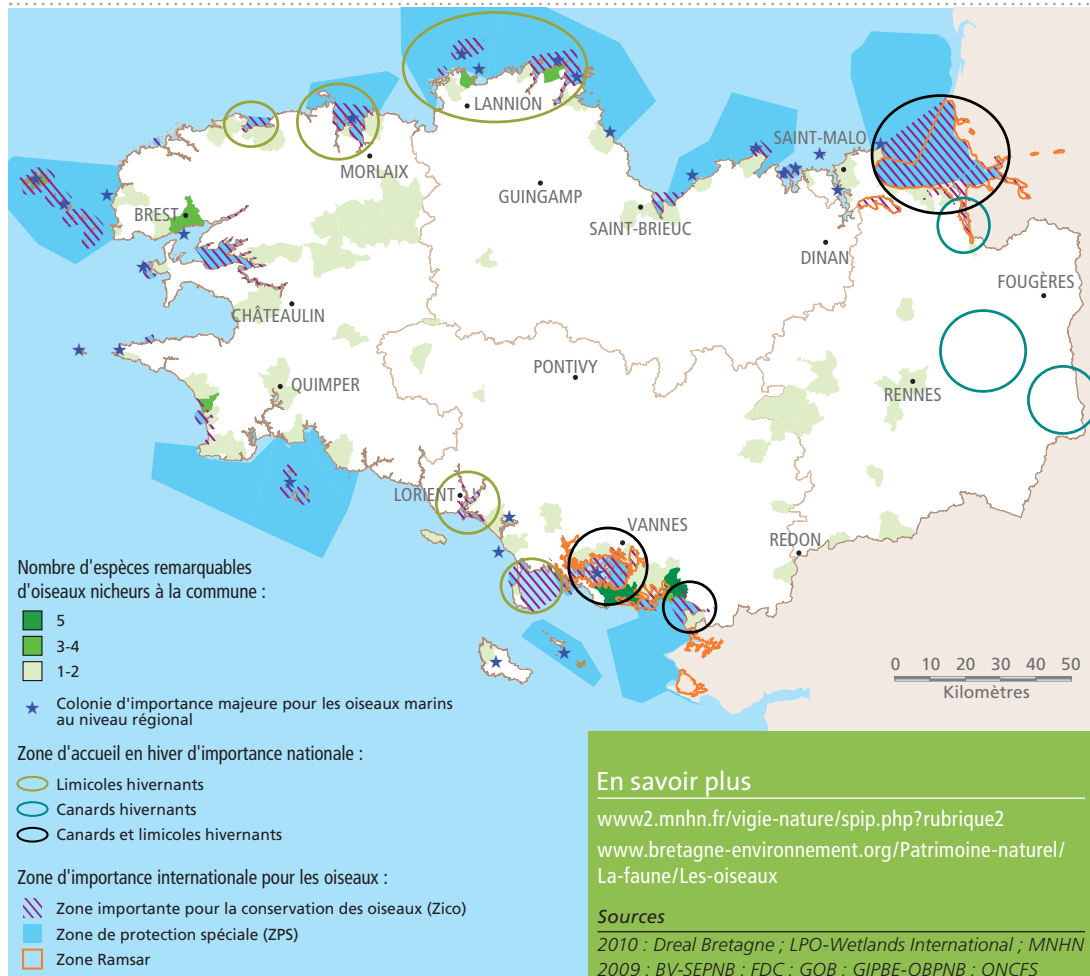 LANNION
SAINT-MALO
MORLAIX
GUINGAMP
BREST
SAINT-BRIEUC
DINAN
FOUGÈRES
CHÂTEAULIN
PONTIVY
QUIMPER
RENNES
LORIENT
VANNES
REDON
0 10 20 30 40 50
Kilomètres
Nombre d'espèces remarquables
d'oiseaux nicheurs à la commune :
5
3-4
1-2
Colonie d'importance majeure pour les oiseaux marins
au niveau régional
Zone d'accueil en hiver d'importance nationale :
Limicoles hivernants
Canards hivernants
Canards et limicoles hivernants
Zone d'importance internationale pour les oiseaux :
Zone importante pour la conservation des oiseaux (Zico)
Zone de protection spéciale (ZPS)
Zone Ramsar
En savoir plus
www2.mnhn.fr/vigie-nature/spip.php?rubrique2
www.bretagne-environnement.org/Patrimoine-naturel/
La-faune/Les-oiseaux
Sources
2010 : Dreal Bretagne ; LPO-Wetlands International ; MNHN
2009 : BV-SEPNB ; FDC ; GOB ; GIPBE-OBPNB ; ONCFS